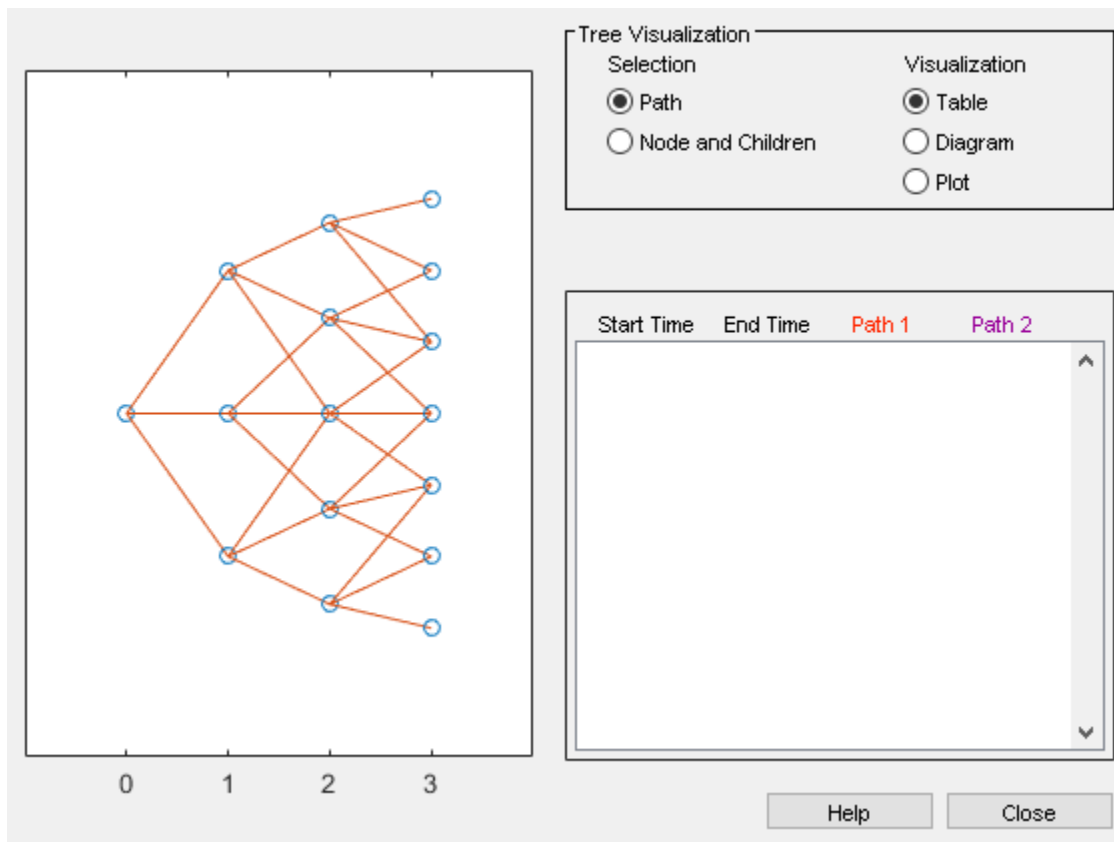 Tree Visualization
Selection
Visualization
Path
Table
Node and Children
Diagram
Plot
Start Time End Time Path 1 Path 2
0 1 2 3
Help Close